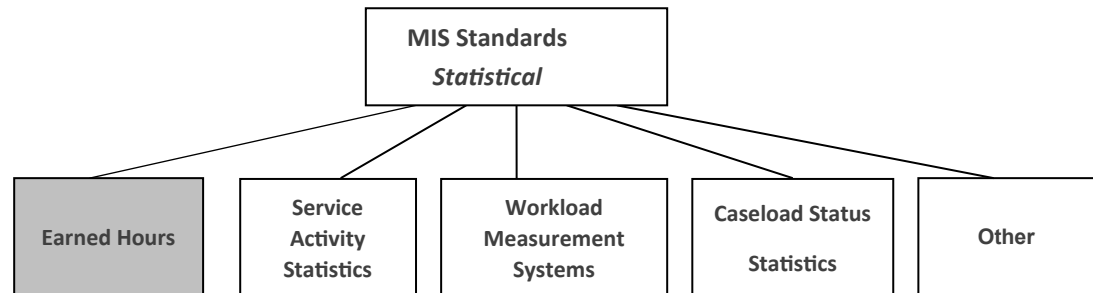 MIS Standards
Statistical
Earned Hours
Service
Activity
Statistics
Workload
Measurement
Systems
Caseload Status
Statistics
Other